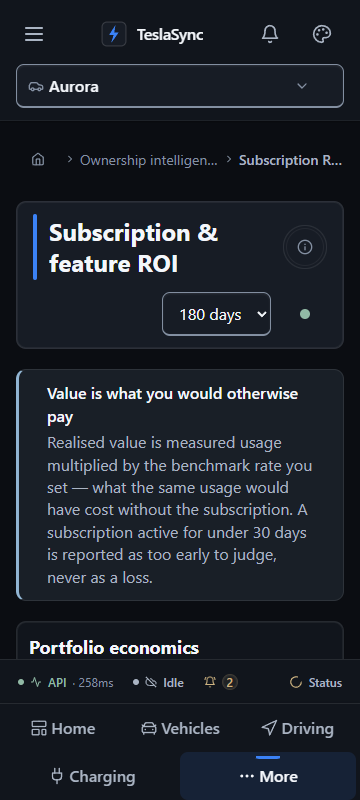 TeslaSync
Aurora
Ownership intelligen... Subscription R...
Subscription &
feature ROI
180 days
Value is what you would otherwise
pay
Realised value is measured usage
multiplied by the benchmark rate you
set — what the same usage would
have cost without the subscription. A
subscription active for under 30 days
is reported as too early to judge,
never as a loss.
Portfolio economics
API · 258ms Idle 2 Status
Home Vehicles Driving
Charging More